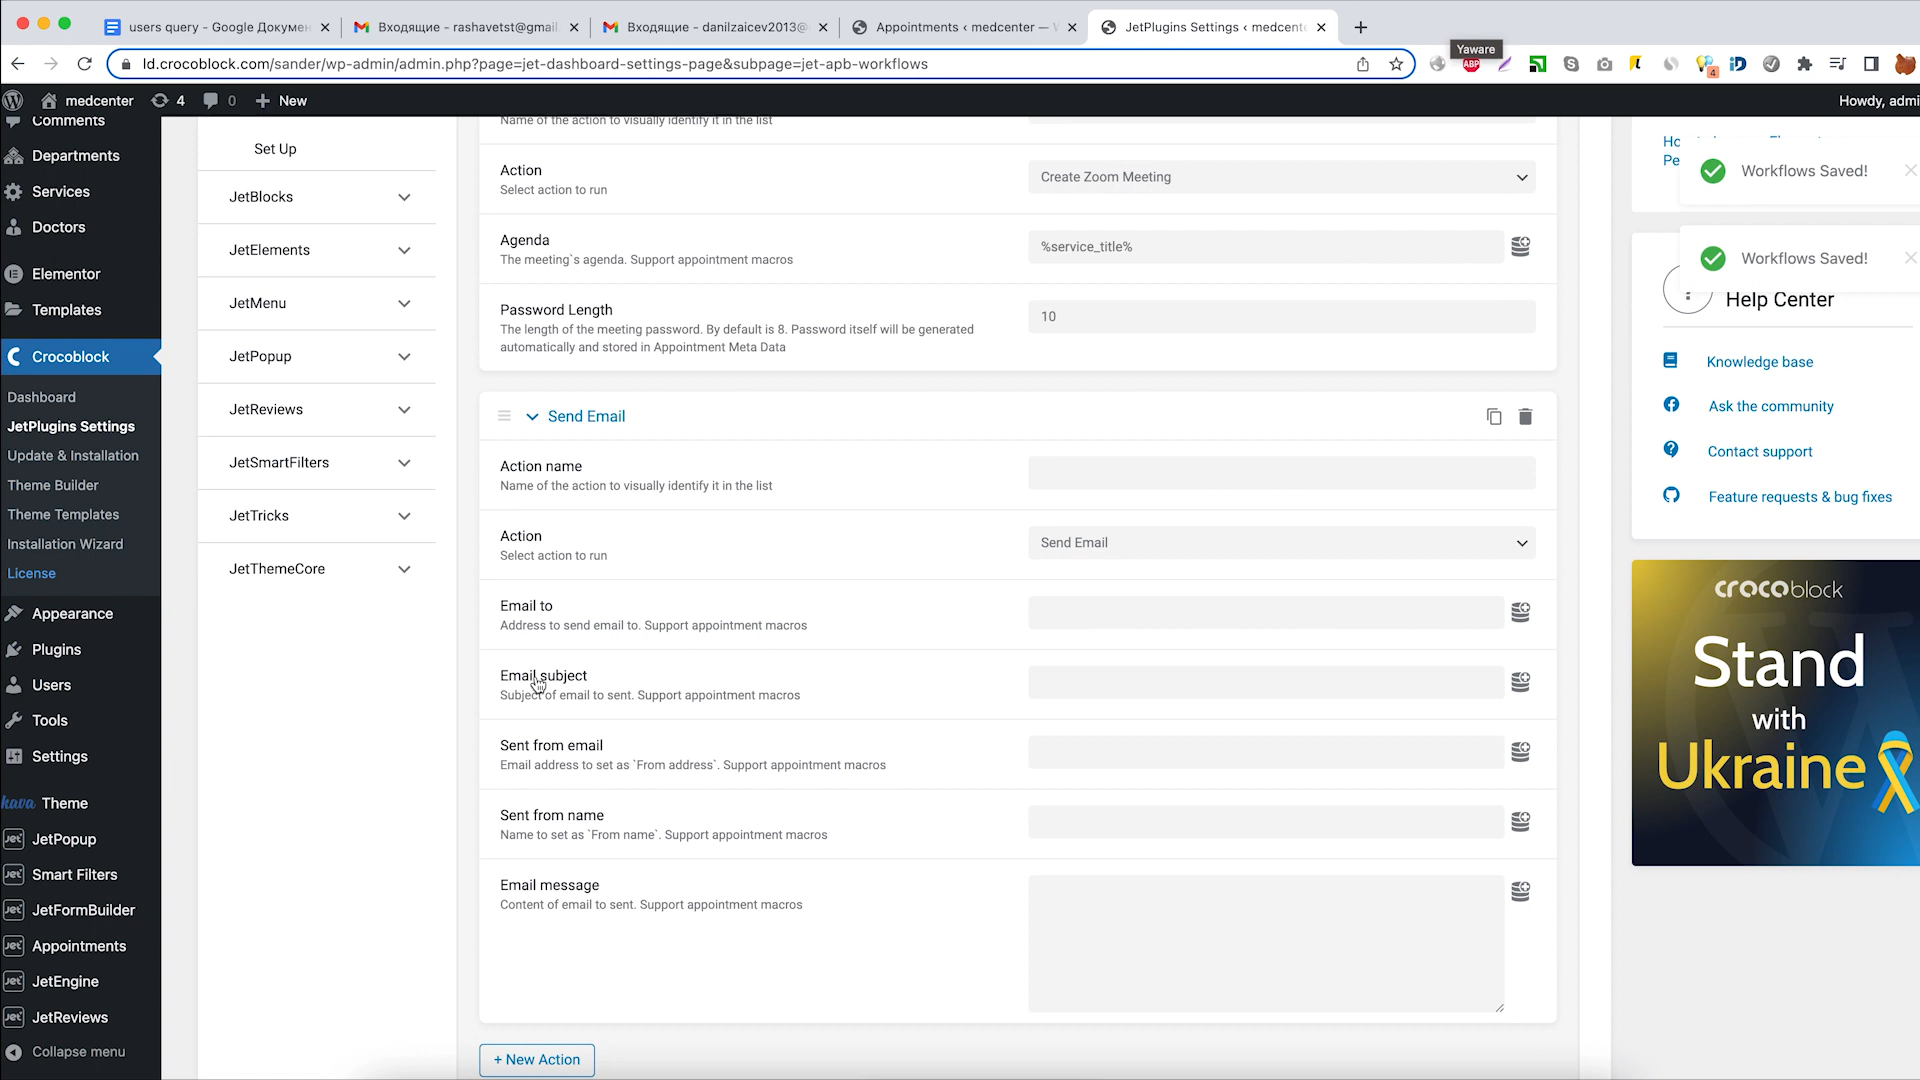 users query - Google Докумен
Входящие - rashavetst@gmail
Входящие - danilzaicev2013@
Appointments ‹ medcenter — W
JetPlugins Settings ‹ medcente
Yaware
ld.crocoblock.com/sander/wp-admin/admin.php?page=jet-dashboard-settings-page&subpage=jet-apb-workflows
ABP
4
medcenter
4
0
New
Howdy, admi
Comments
Departments
Services
Doctors
Elementor
Templates
Crocoblock
Dashboard
JetPlugins Settings
Update & Installation
Theme Builder
Theme Templates
Installation Wizard
License
Appearance
Plugins
Users
Tools
Settings
kava Theme
JetPopup
Smart Filters
JetFormBuilder
Appointments
JetEngine
JetReviews
Collapse menu
Set Up
JetBlocks
JetElements
JetMenu
JetPopup
JetReviews
JetSmartFilters
JetTricks
JetThemeCore
Name of the action to visually identify it in the list
Action
Select action to run
Create Zoom Meeting
Agenda
The meeting`s agenda. Support appointment macros
%service_title%
Password Length
The length of the meeting password. By default is 8. Password itself will be generated
automatically and stored in Appointment Meta Data
10
Send Email
Action name
Name of the action to visually identify it in the list
Action
Select action to run
Send Email
Email to
Address to send email to. Support appointment macros
Email subject
Subject of email to sent. Support appointment macros
Sent from email
Email address to set as `From address`. Support appointment macros
Sent from name
Name to set as `From name`. Support appointment macros
Email message
Content of email to sent. Support appointment macros
+ New Action
Ho
Pe
Workflows Saved!
Workflows Saved!
Help Center
Knowledge base
Ask the community
Contact support
Feature requests & bug fixes
crocoblock
Stand
with
Ukraine